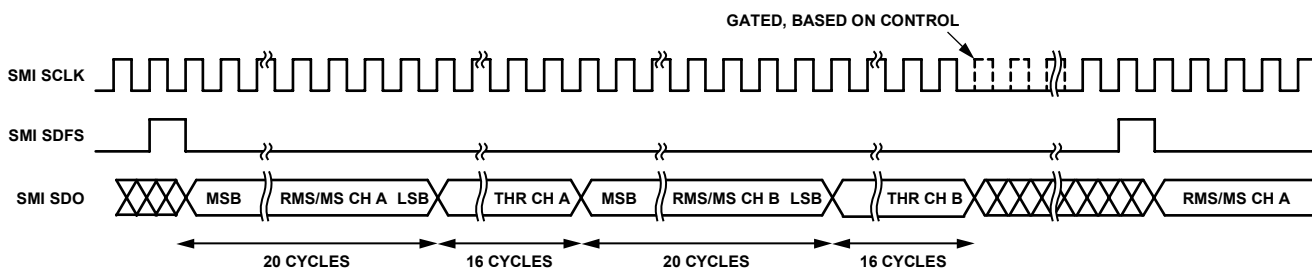 GATED, BASED ON CONTROL
SMI SCLK
SMI SDFS
SMI SDO
MSB RMS/MS CH A LSB THR CH A MSB RMS/MS CH B LSB THR CH B RMS/MS CH A
20 CYCLES 16 CYCLES 20 CYCLES 16 CYCLES